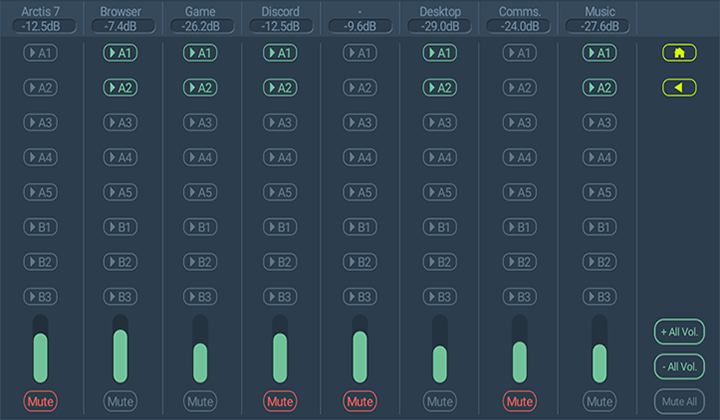 Arctis 7 Browser Game Discord - Desktop Comms. Music
-12.5dB -7.4dB -26.2dB -12.5dB -9.6dB -29.0dB -24.0dB -27.6dB
A1 A1 A1 A1 A1 A1 A1 A1
A2 A2 A2 A2 A2 A2 A2 A2
A3 A3 A3 A3 A3 A3 A3 A3
A4 A4 A4 A4 A4 A4 A4 A4
A5 A5 A5 A5 A5 A5 A5 A5
B1 B1 B1 B1 B1 B1 B1 B1
B2 B2 B2 B2 B2 B2 B2 B2
B3 B3 B3 B3 B3 B3 B3 B3
+ All Vol.
- All Vol.
Mute Mute Mute Mute Mute Mute Mute Mute Mute All